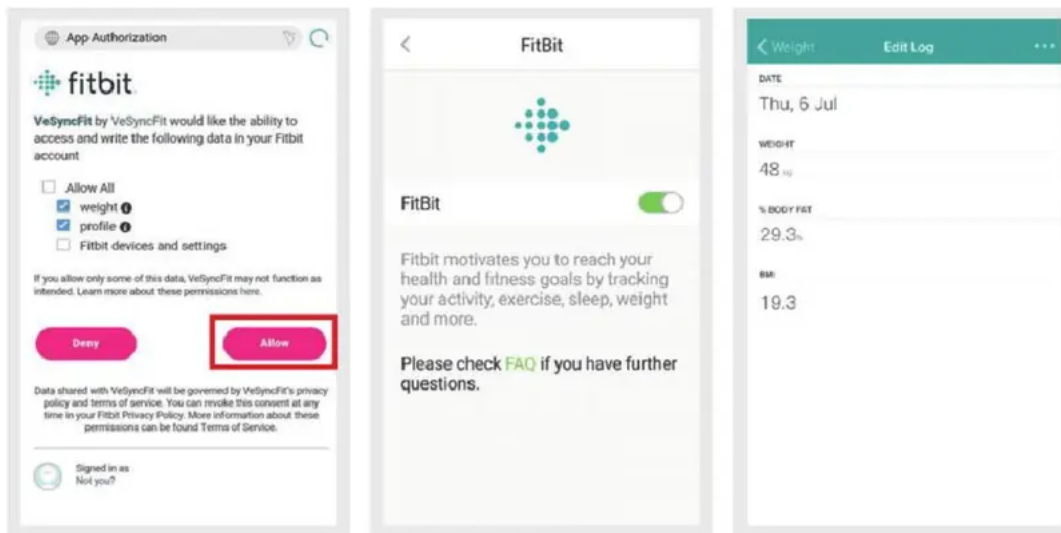 App Authorization
fitbit
VeSyncFit by VeSyncFit would like the ability to
access and write the following data in your Fitbit
account
Allow All
weight
profile
Fitbit devices and settings
If you allow only some of this data, VeSyncFit may not function as
intended. Learn more about these permissions here.
Deny
Allow
Data shared with VeSyncFit will be governed by VeSyncFit's privacy
policy and terms of service. You can revoke this consent at any
time in your Fitbit Privacy Policy. More information about these
permissions can be found Terms of Service.
Signed in as
Not you?
FitBit
FitBit
Fitbit motivates you to reach your
health and fitness goals by tracking
your activity, exercise, sleep, weight
and more.
Please check FAQ if you have further
questions.
Weight
Edit Log
DATE
Thu, 6 Jul
WEIGHT
48
% BODY FAT
29.3%
BMI
19.3